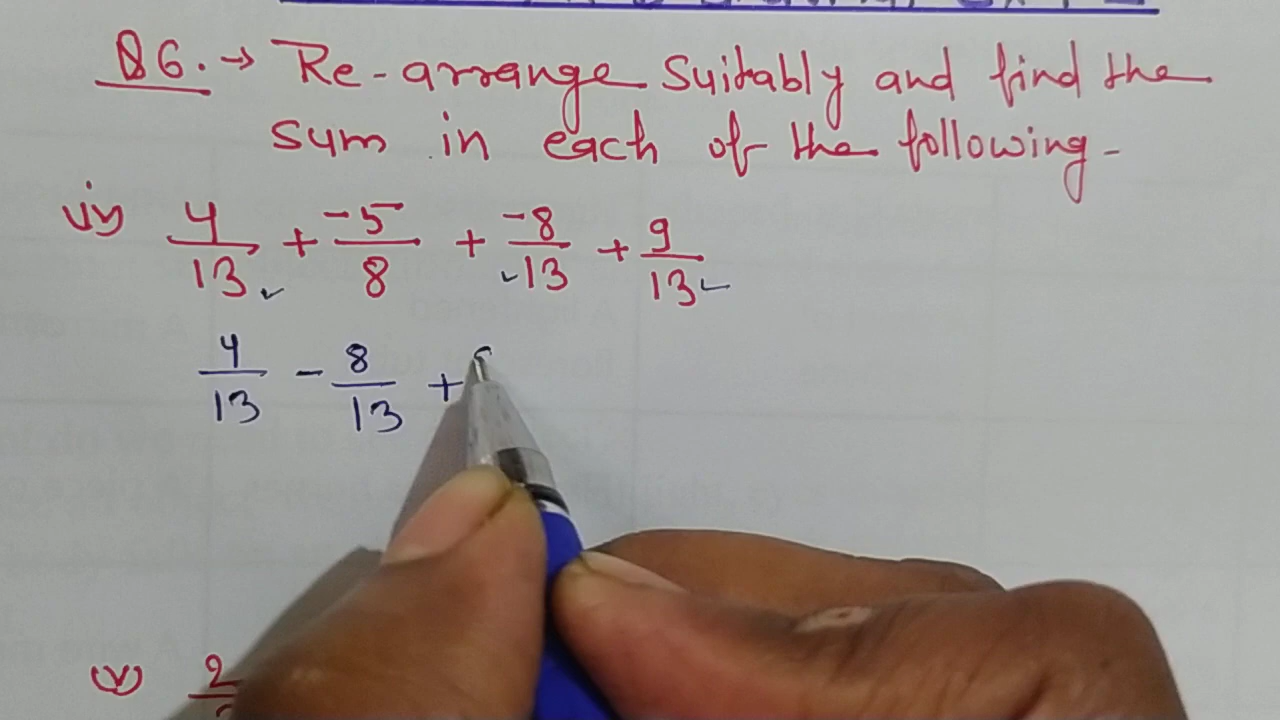 Q6. → Re-arrange Suitably and find the
sum in each of the following-
iv) 4/13 + -5/8 + -8/13 + 9/13
4/13 - 8/13 +
(v) 2